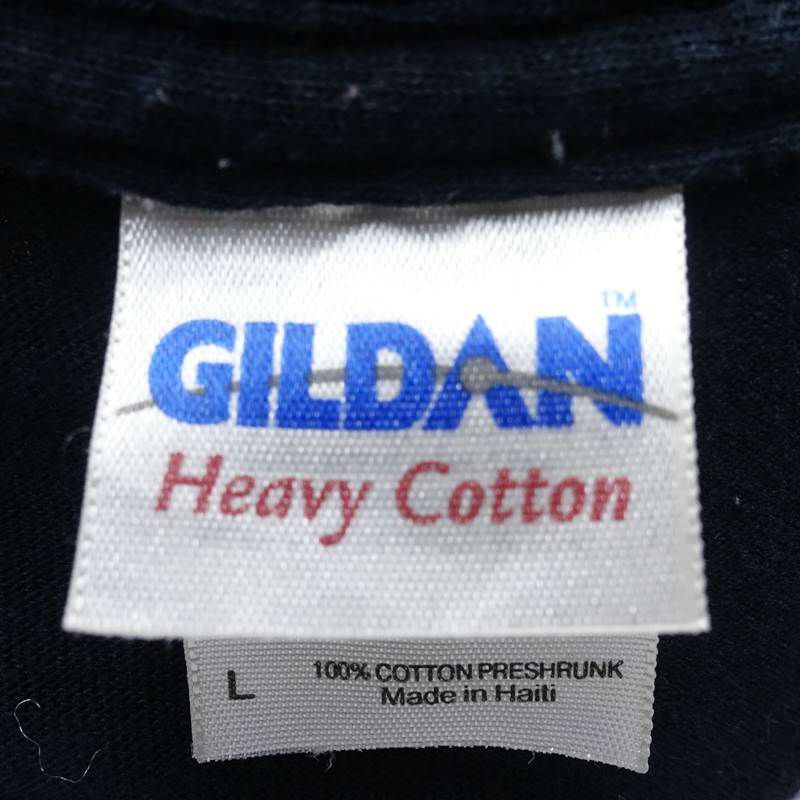 GILDAN™
Heavy Cotton
L
100% COTTON PRESHRUNK
Made in Haiti